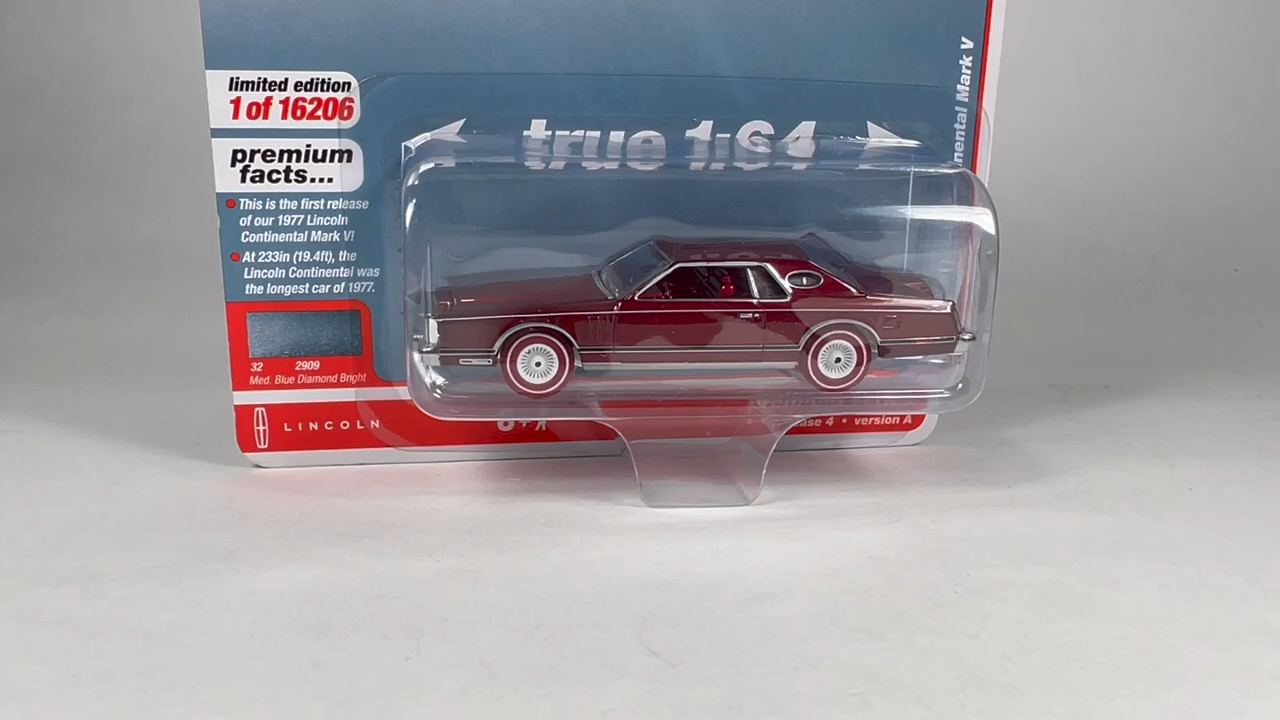 limited edition
1 of 16206
premium
facts...
true 1:64
This is the first release
of our 1977 Lincoln
Continental Mark V!
At 233in (19.4ft), the
Lincoln Continental was
the longest car of 1977.
32 2909
Med. Blue Diamond Bright
LINCOLN
4 • version A
Mark V